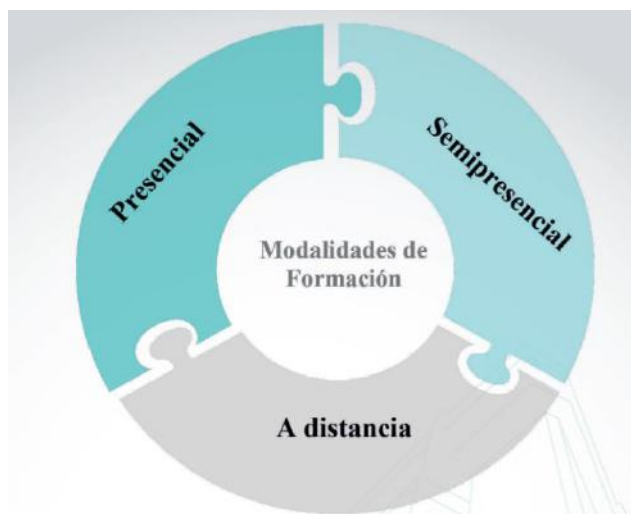 Presencial
Semipresencial
Modalidades de
Formación
A distancia